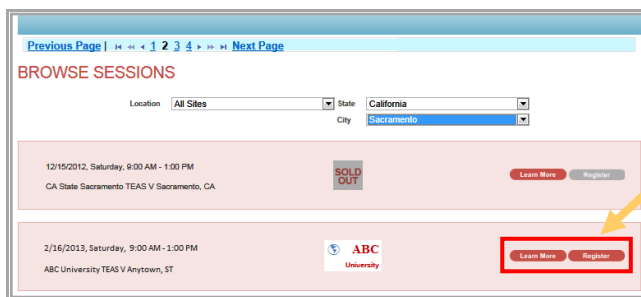 Previous Page | 1 2 3 4 Next Page
BROWSE SESSIONS
Location All Sites State California
City Sacramento
12/15/2012, Saturday, 9:00 AM - 1:00 PM
SOLD OUT
CA State Sacramento TEAS V Sacramento, CA
Learn More Register
2/16/2013, Saturday, 9:00 AM - 1:00 PM
ABC University
ABC University TEAS V Anytown, ST
Learn More Register